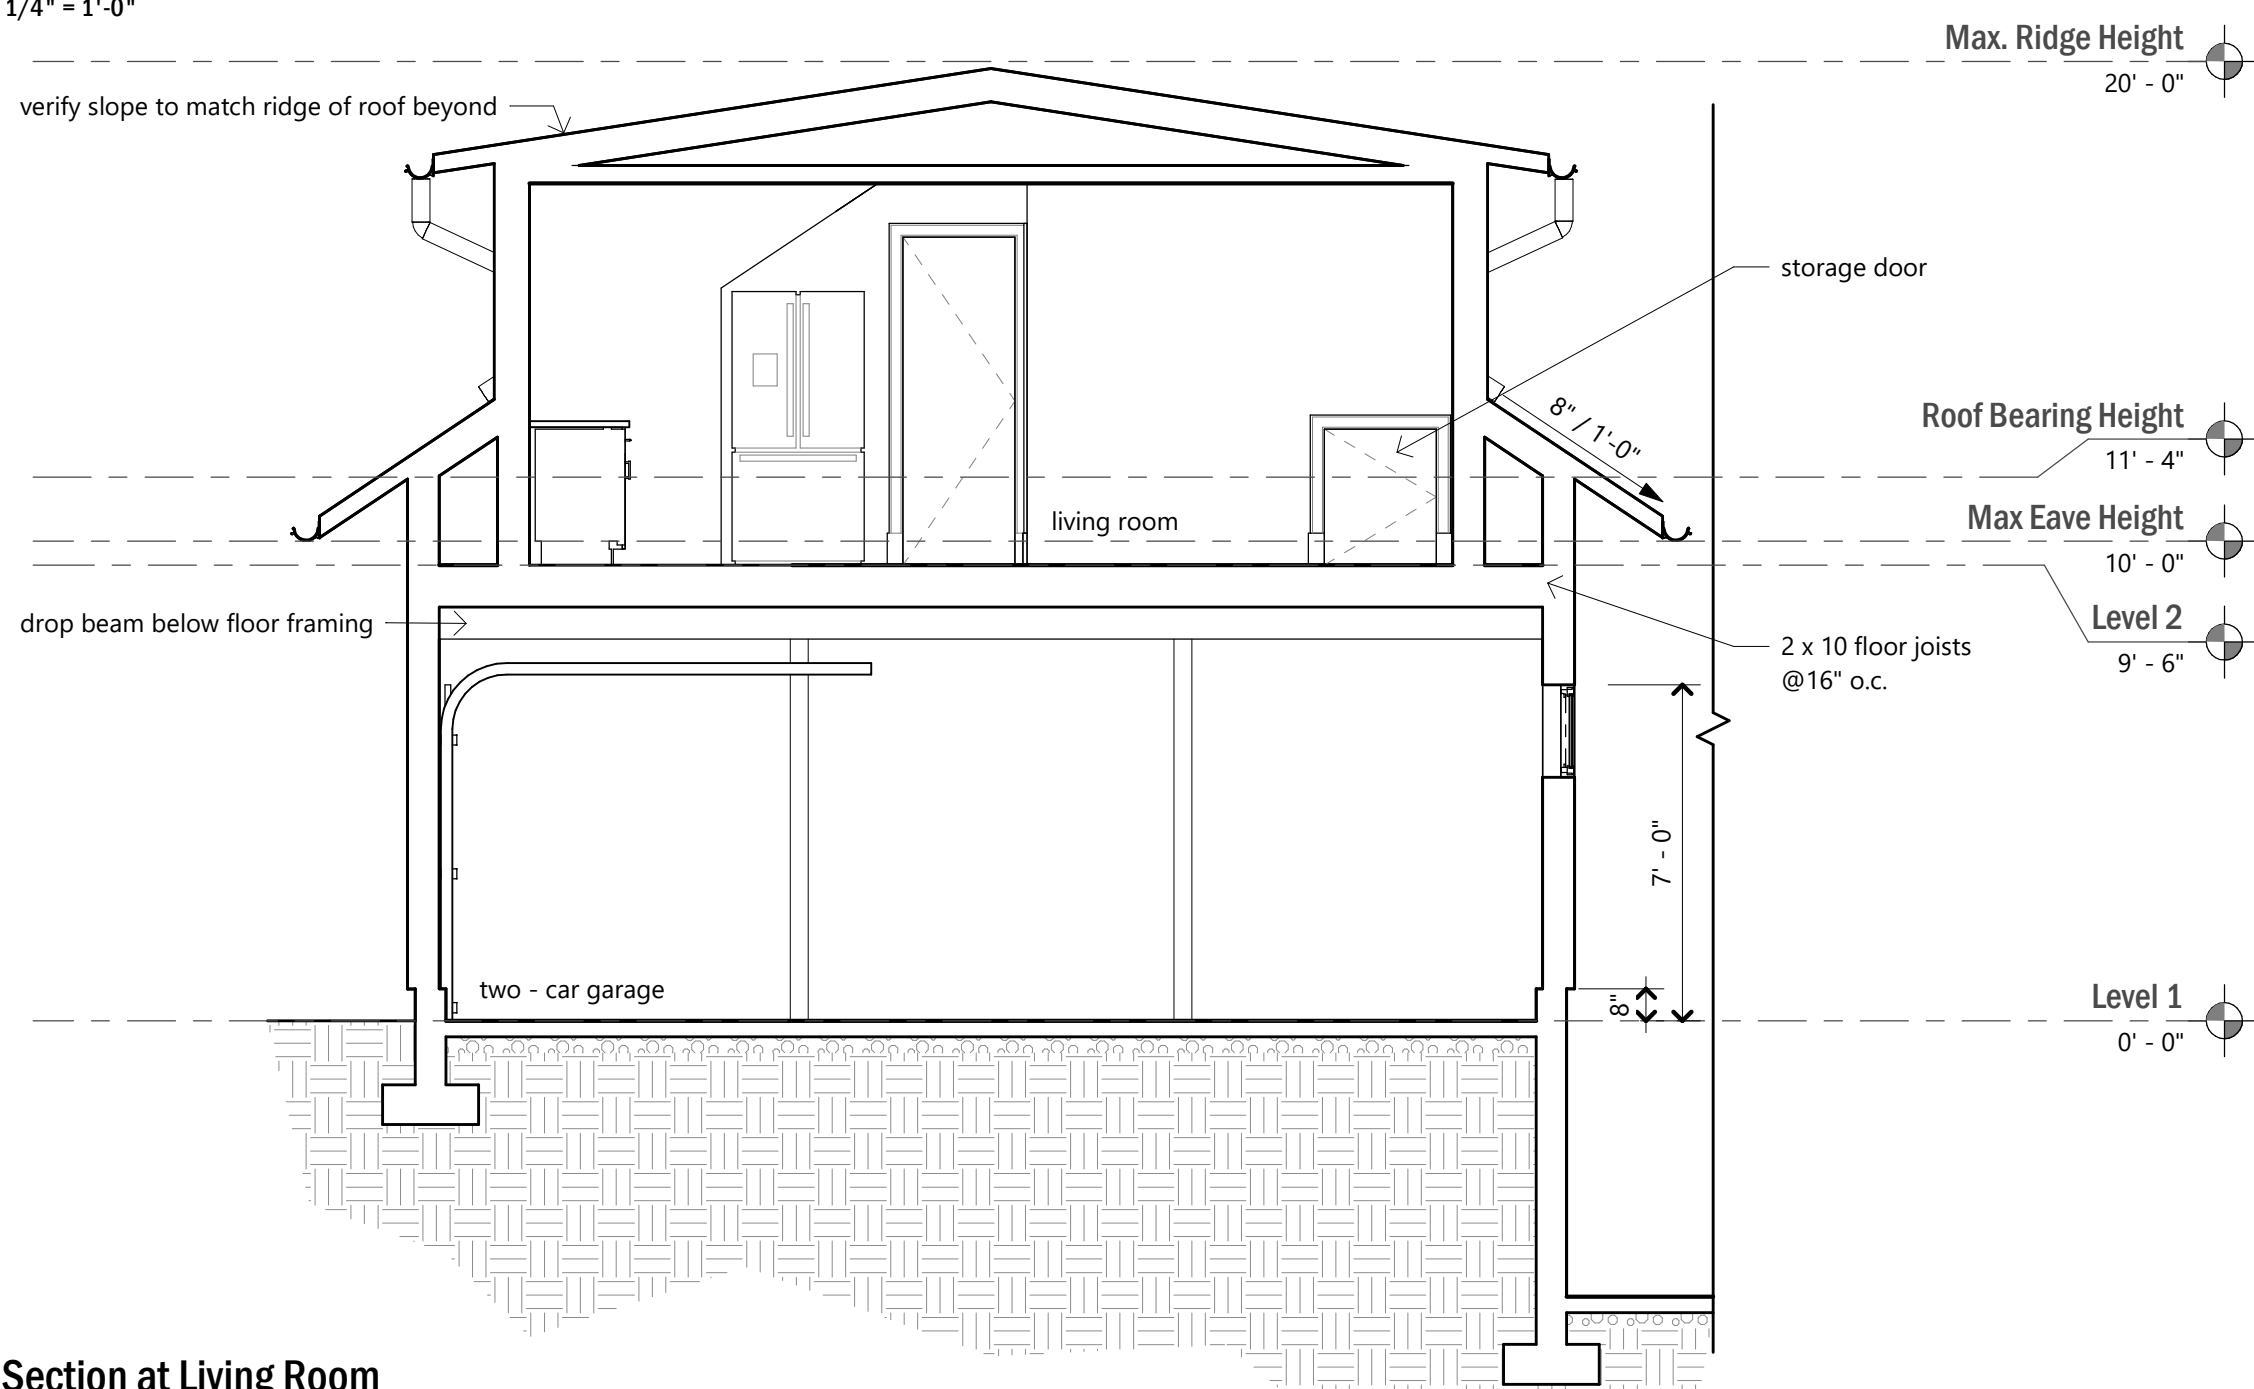 1/4" = 1'-0"
Max. Ridge Height
20' - 0"
verify slope to match ridge of roof beyond
storage door
8" / 1'-0"
Roof Bearing Height
11' - 4"
Max Eave Height
10' - 0"
living room
Level 2
9' - 6"
drop beam below floor framing
2 x 10 floor joists
@16" o.c.
7' - 0"
two - car garage
8"
Level 1
0' - 0"
Section at Living Room